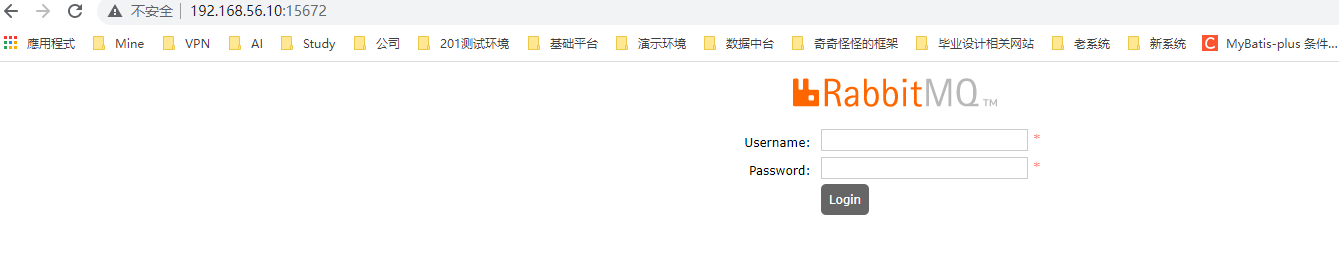 不安全 192.168.56.10:15672
應用程式 Mine VPN AI Study 公司 201测试环境 基础平台 演示环境 数据中台 奇奇怪怪的框架 毕业设计相关网站 老系统 新系统 C MyBatis-plus 条件...
RabbitMQ TM
Username: *
Password: *
Login